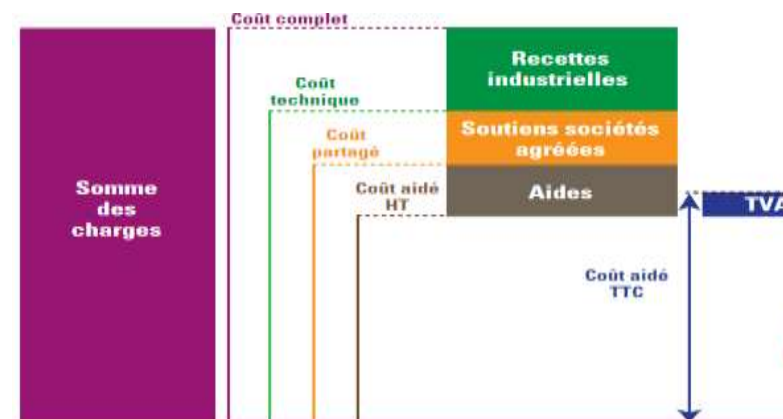 Coût complet
Recettes
industrielles
Coût
technique
Soutiens sociétés
agréées
Coût
partagé
Somme
des
charges
Coût aidé
HT
Aides
TVA
Coût aidé
TTC